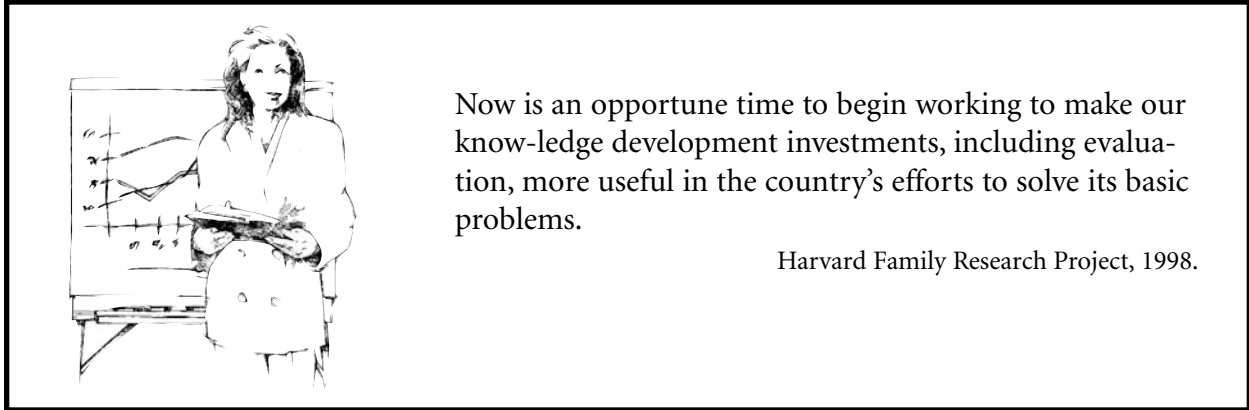 Now is an opportune time to begin working to make our
know-ledge development investments, including evalua-
tion, more useful in the country’s efforts to solve its basic
problems.
Harvard Family Research Project, 1998.